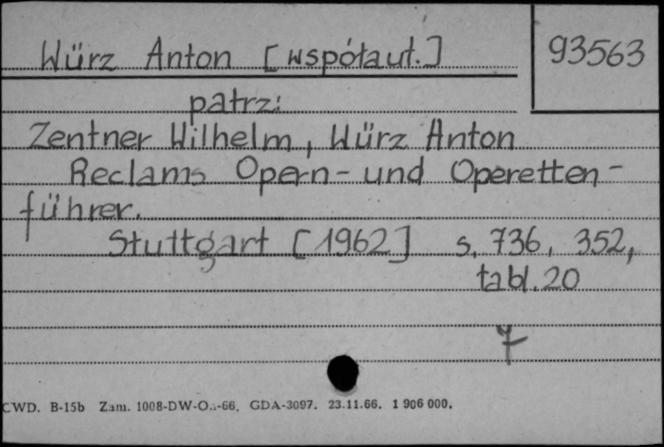 Würz Anton [współaut.] 93563
patrz:
Zentner Wilhelm, Würz Anton
Reclams Opern- und Operetten-
führer.
Stuttgart [1962] s. 736, 352,
tabl. 20
CWD. B-15b Zam. 1008-DW-O.-66. GDA-3097. 23.11.66. 1 906 000.